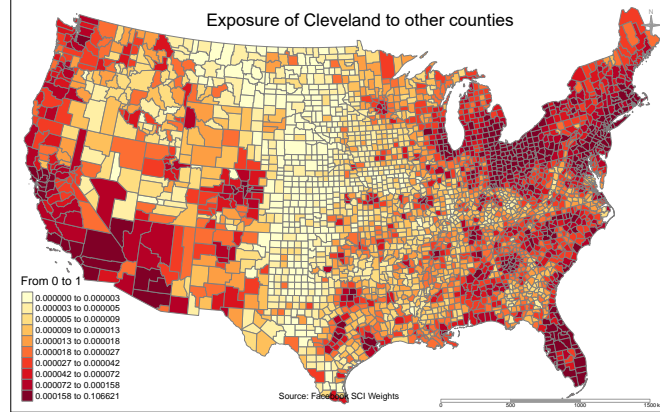 Exposure of Cleveland to other counties
N
From 0 to 1
0.000000 to 0.000003
0.000003 to 0.000005
0.000005 to 0.000009
0.000009 to 0.000013
0.000013 to 0.000018
0.000018 to 0.000027
0.000027 to 0.000042
0.000042 to 0.000072
0.000072 to 0.000158
0.000158 to 0.106621
Source: Facebook SCI Weights
0 500 1000 1500 k